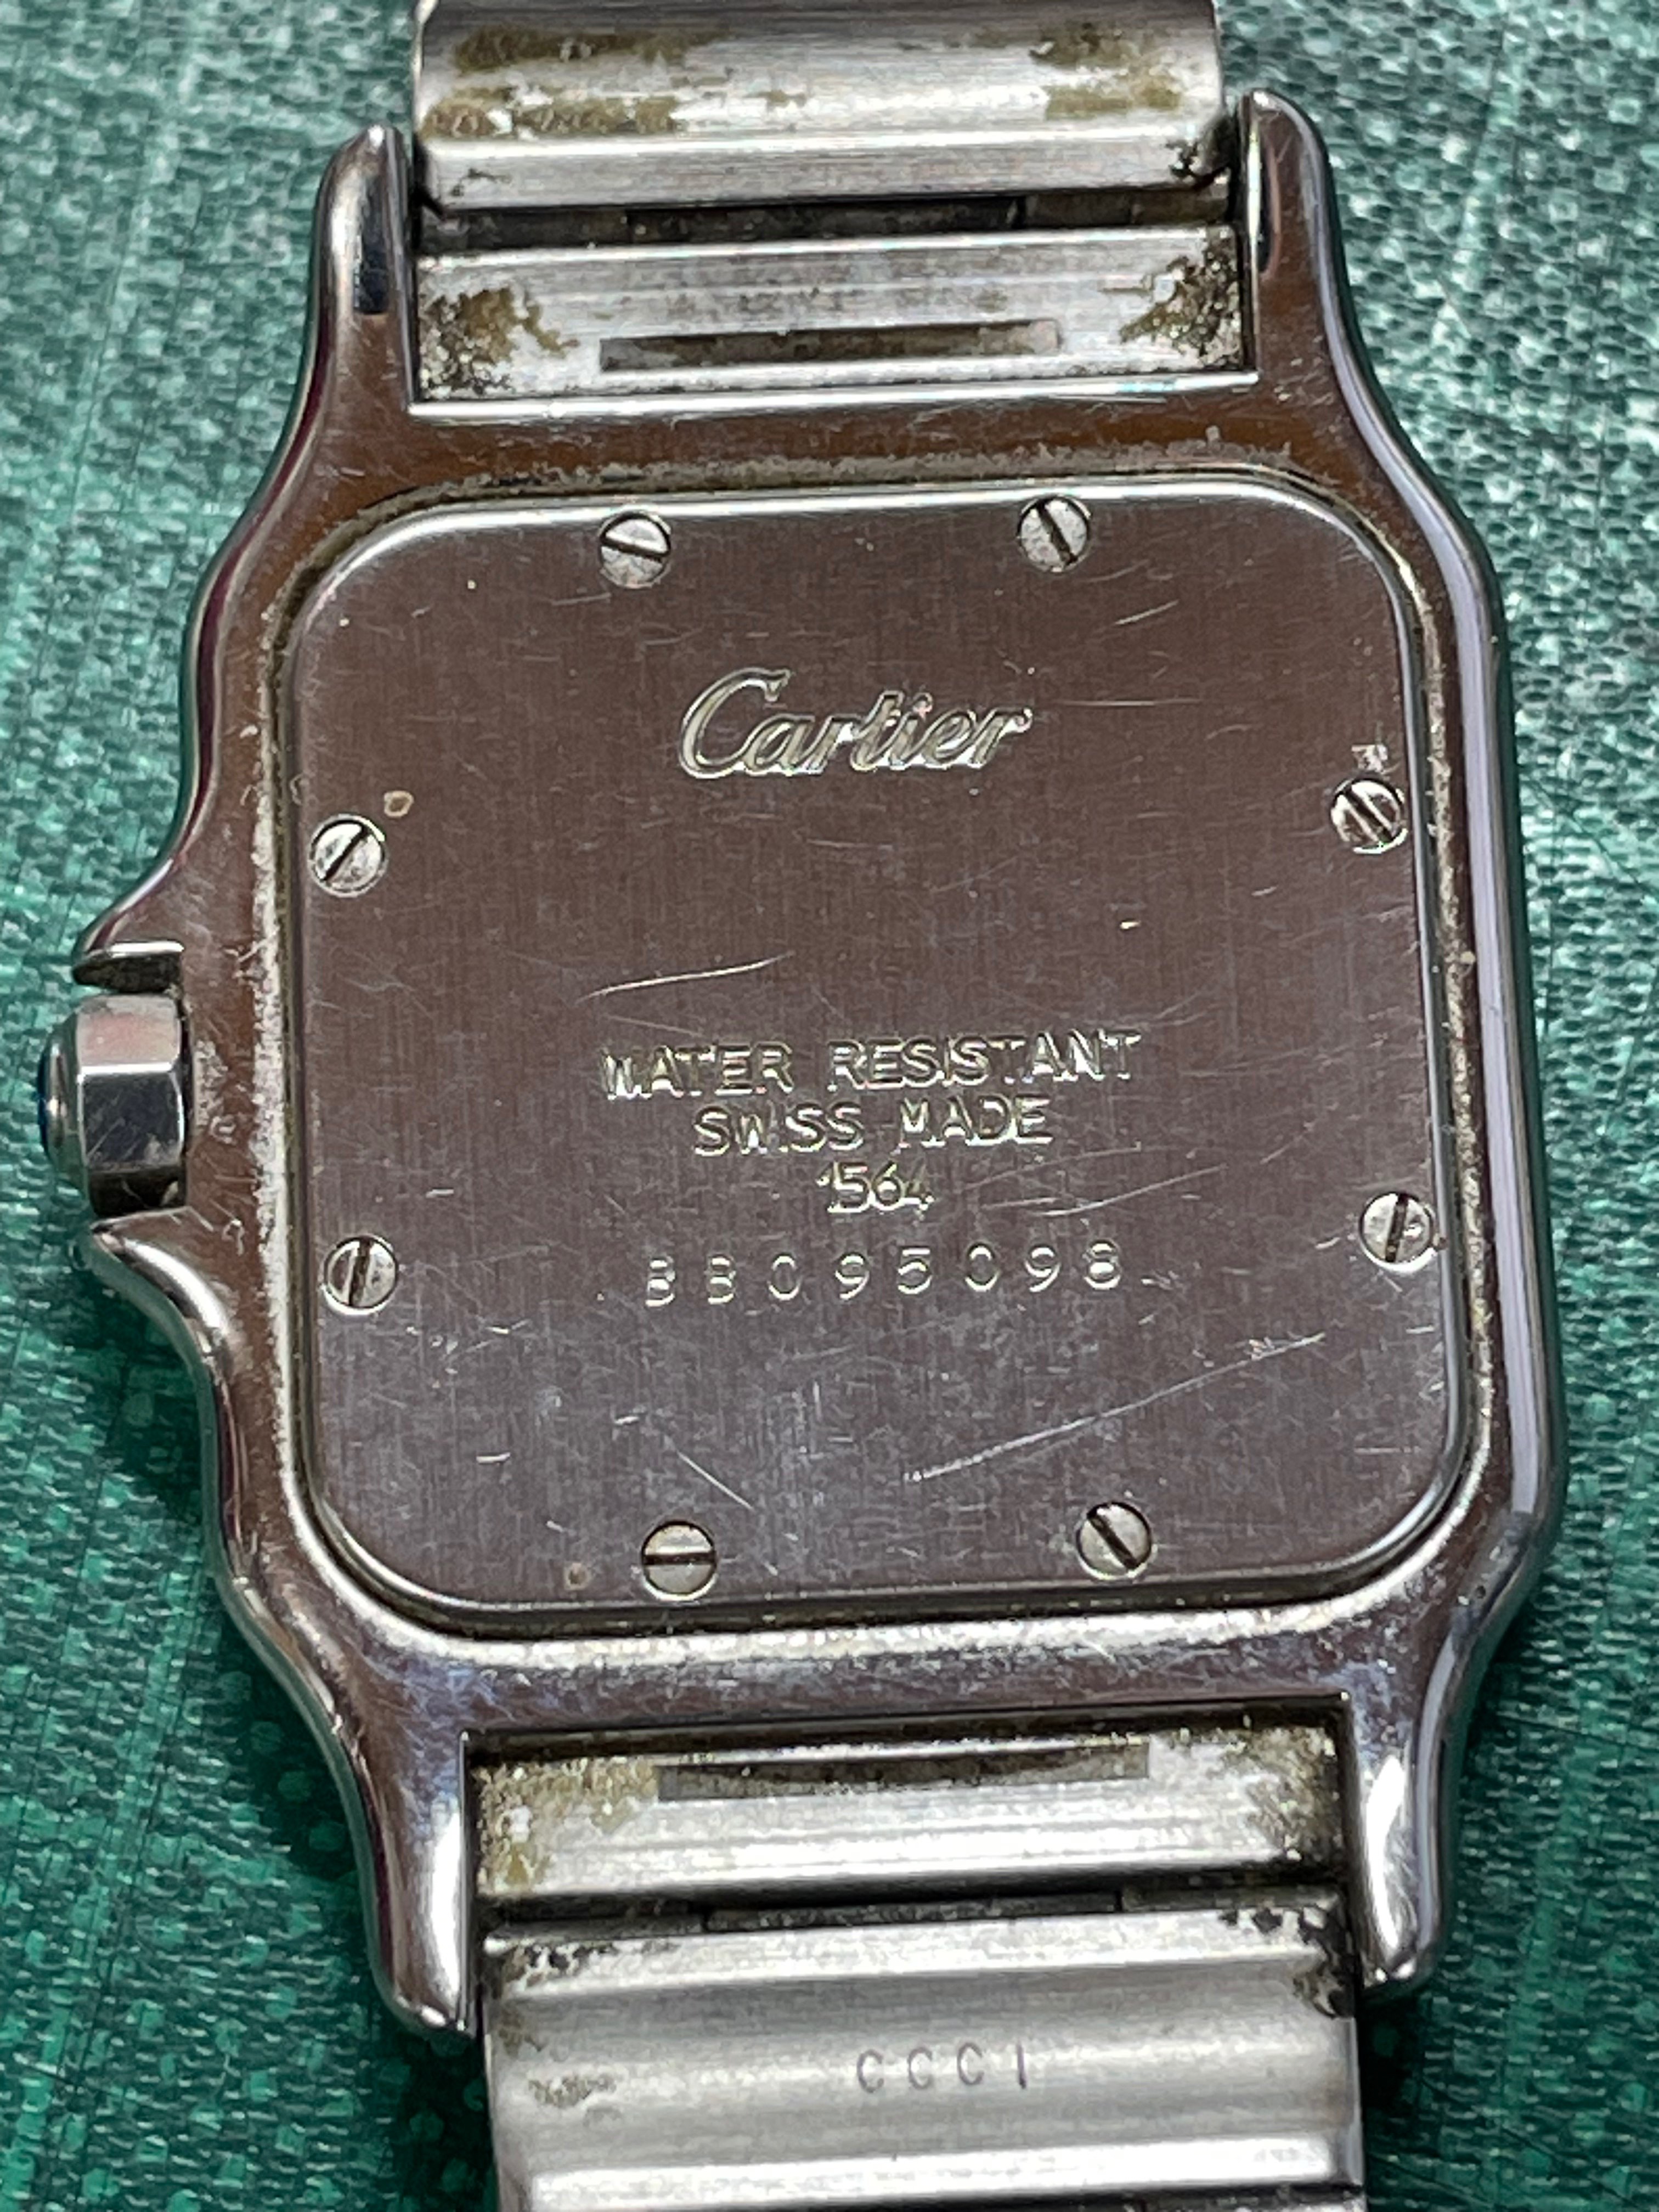 Cartier
WATER RESISTANT
SWISS MADE
1564
BB095098
CCC1